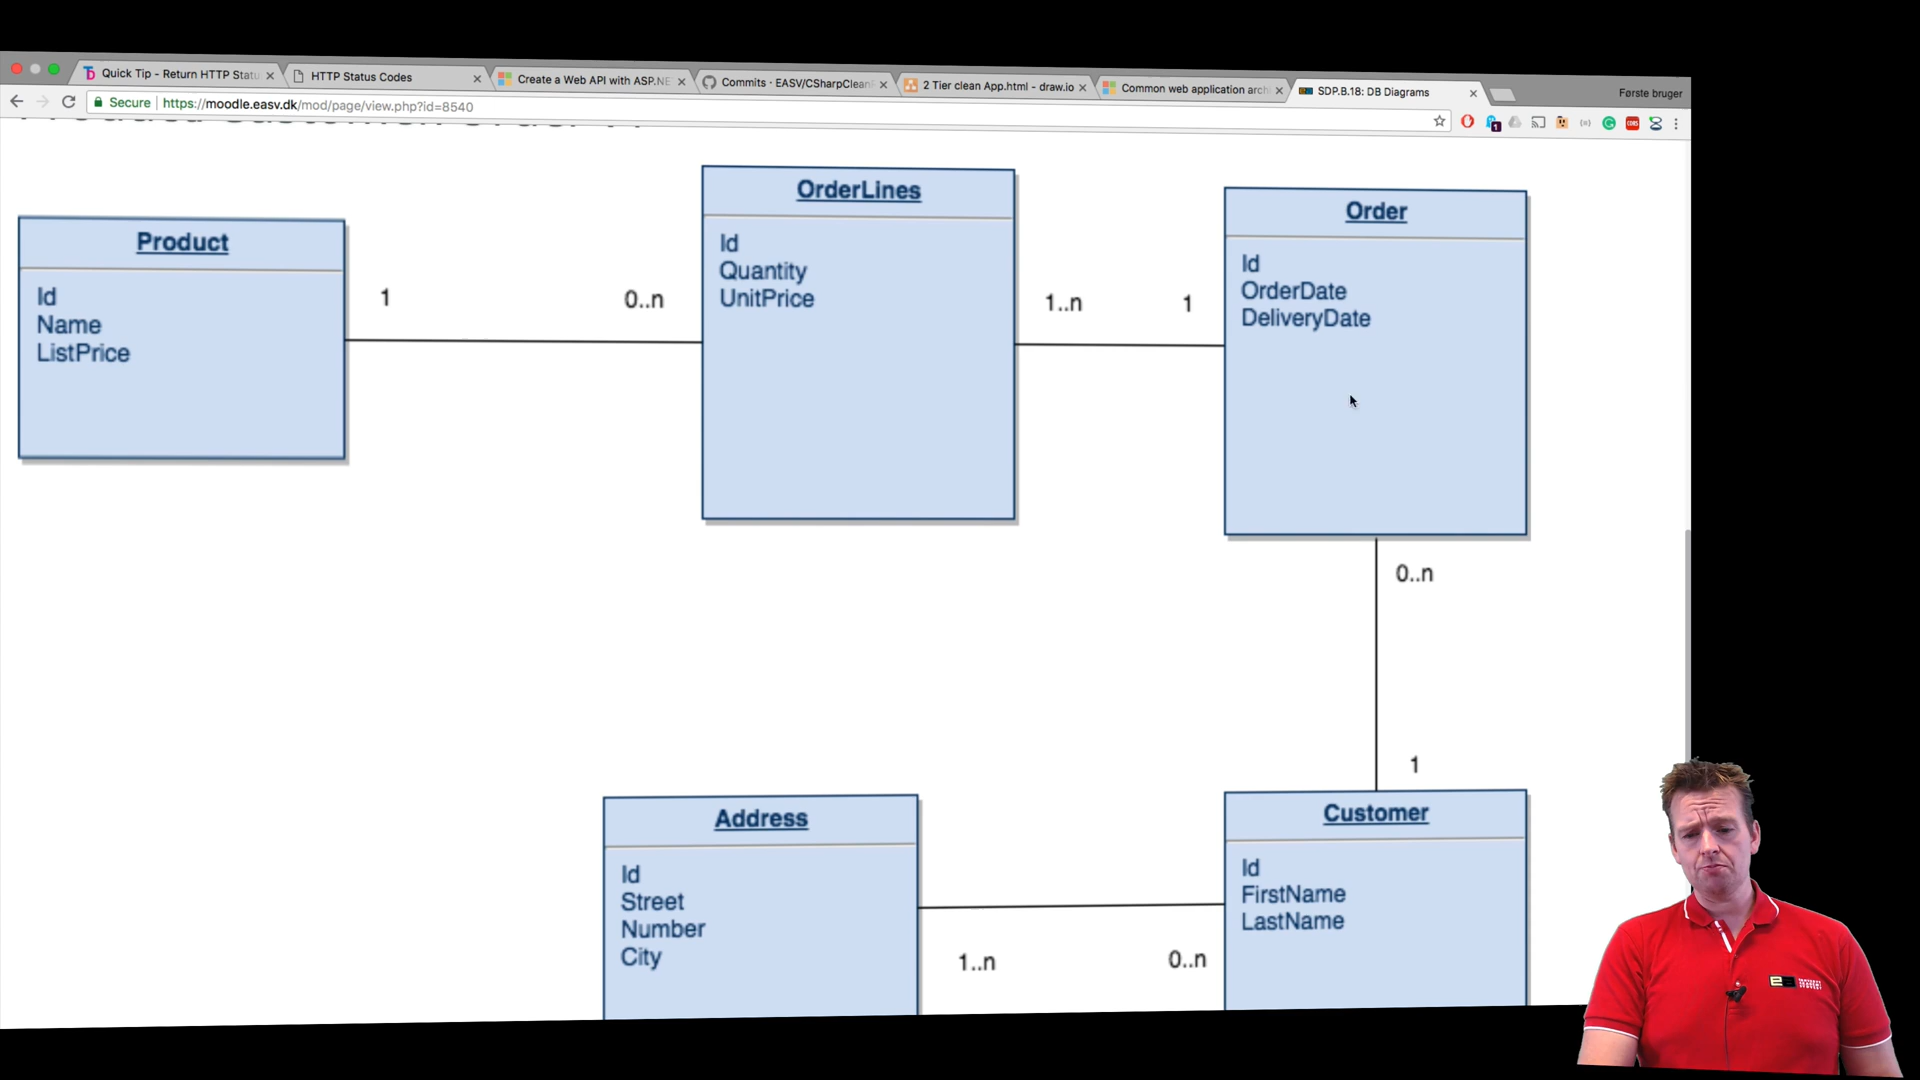 Quick Tip - Return HTTP Statu
HTTP Status Codes
Create a Web API with ASP.NE
Commits · EASV/CSharpClean
2 Tier clean App.html - draw.io
Common web application arch
SDP.B.18: DB Diagrams
Første bruger
Secure
https://moodle.easv.dk/mod/page/view.php?id=8540
Product
Id
Name
ListPrice
1
0..n
OrderLines
Id
Quantity
UnitPrice
1..n
1
Order
Id
OrderDate
DeliveryDate
0..n
1
Address
Id
Street
Number
City
1..n
0..n
Customer
Id
FirstName
LastName